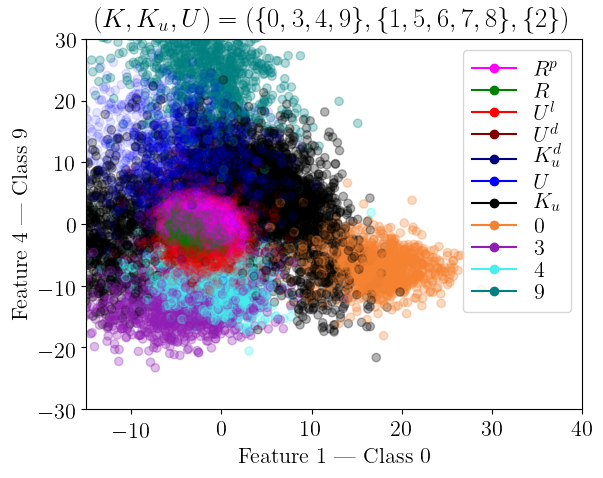 (K, K_u, U) = ({0, 3, 4, 9}, {1, 5, 6, 7, 8}, {2})
30
20
10
0
−10
−20
−30
Feature 4 — Class 9
R^p
R
U^l
U^d
K_u^d
U
K_u
0
3
4
9
−10
0
10
20
30
40
Feature 1 — Class 0